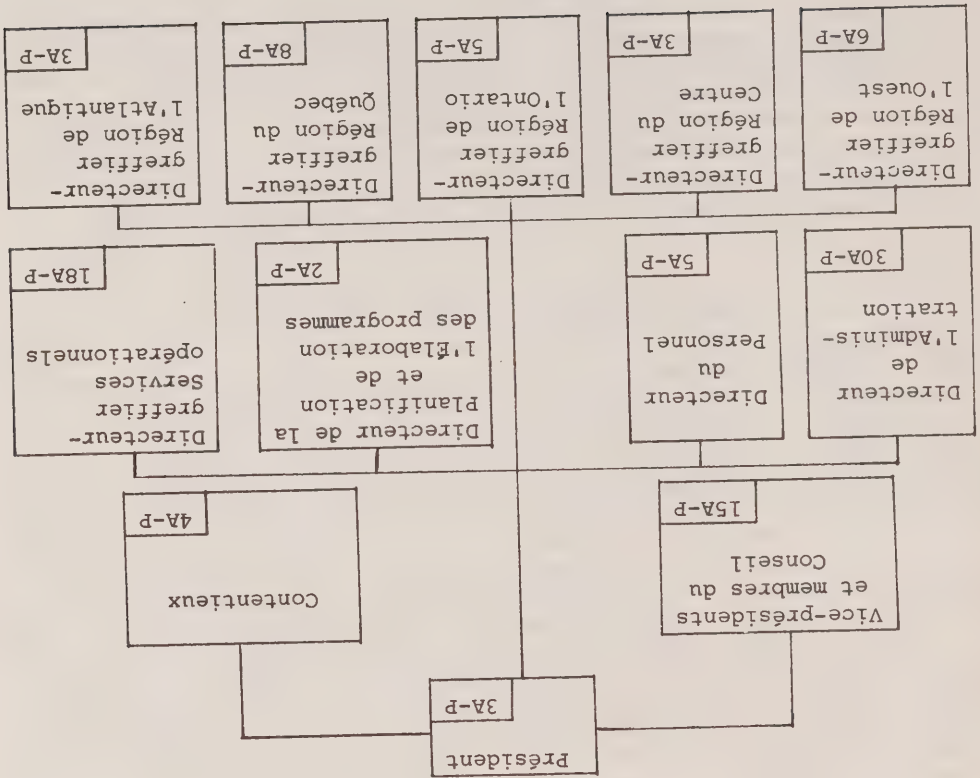 Président
3A-P
Vice-présidents
et membres du
Conseil
15A-P
Contentieux
4A-P
Directeur
de
l'Adminis-
tration
30A-P
Directeur
du
Personnel
5A-P
Directeur de la
Planification
et de
l'Élaboration
des programmes
2A-P
Directeur-
greffier
Services
opérationnels
18A-P
Directeur-
greffier
Région de
l'Ouest
6A-P
Directeur-
greffier
Région du
Centre
3A-P
Directeur-
greffier
Région de
l'Ontario
5A-P
Directeur-
greffier
Région du
Québec
8A-P
Directeur-
greffier
Région de
l'Atlantique
3A-P